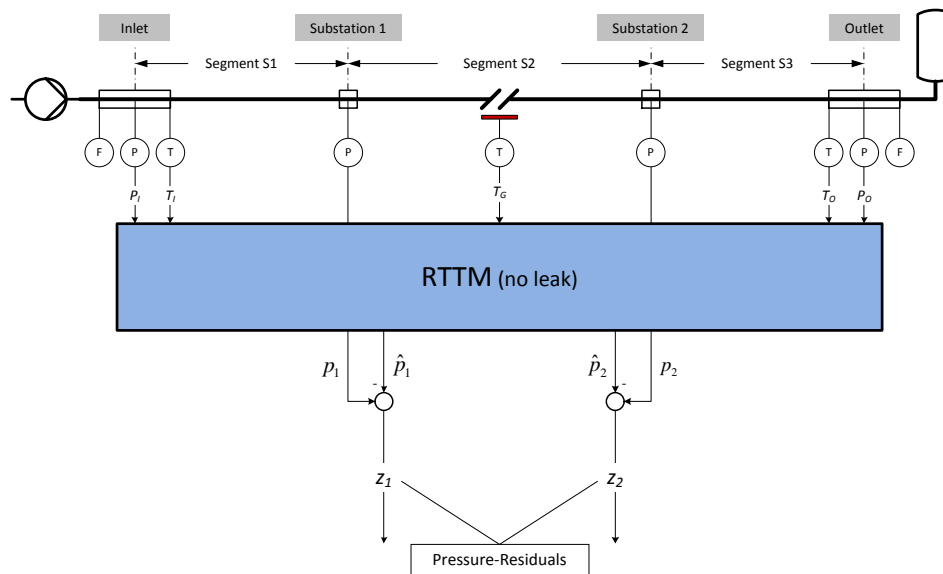 Inlet
Substation 1
Substation 2
Outlet
Segment S1
Segment S2
Segment S3
F
P
T
P
T
P
T
P
F
P_I
T_I
T_G
T_O
P_O
RTTM (no leak)
p_1
p̂_1
p̂_2
p_2
-
-
z_1
z_2
Pressure-Residuals